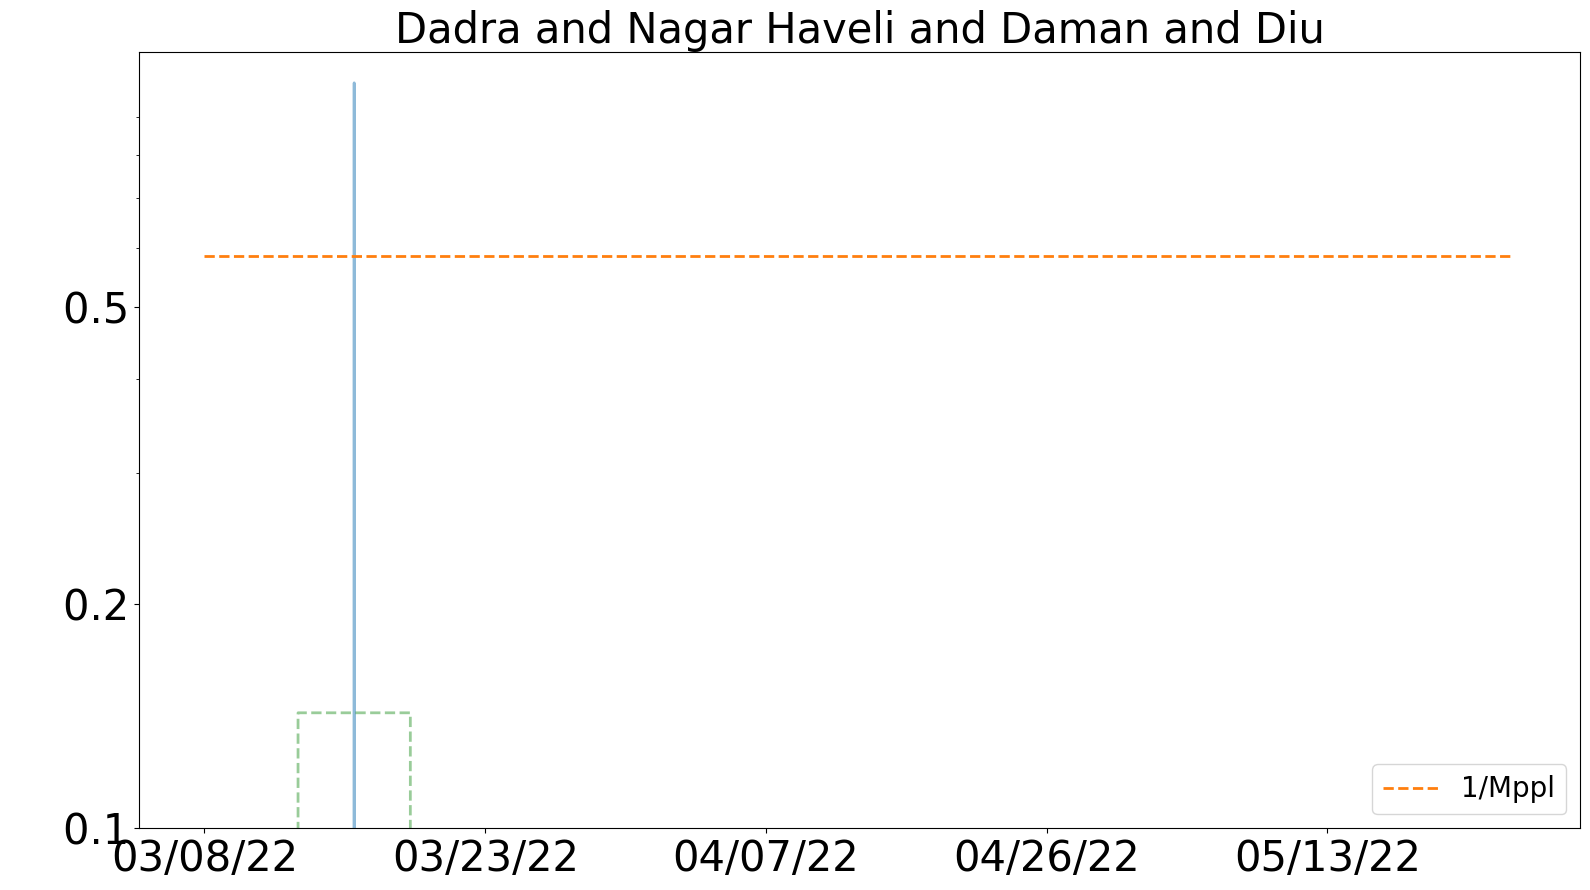 Dadra and Nagar Haveli and Daman and Diu
0.5
0.2
0.1
1/Mppl
03/08/22 03/23/22 04/07/22 04/26/22 05/13/22